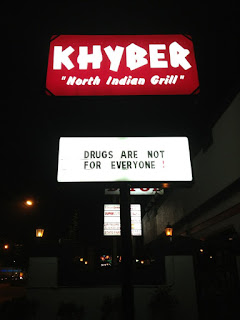 KHYBER
"North Indian Grill"
DRUGS ARE NOT
FOR EVERYONE !